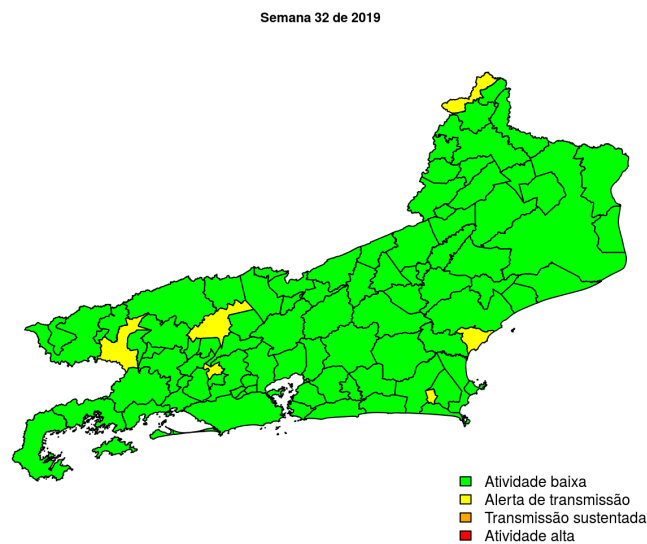 Semana 32 de 2019
Atividade baixa
Alerta de transmissão
Transmissão sustentada
Atividade alta